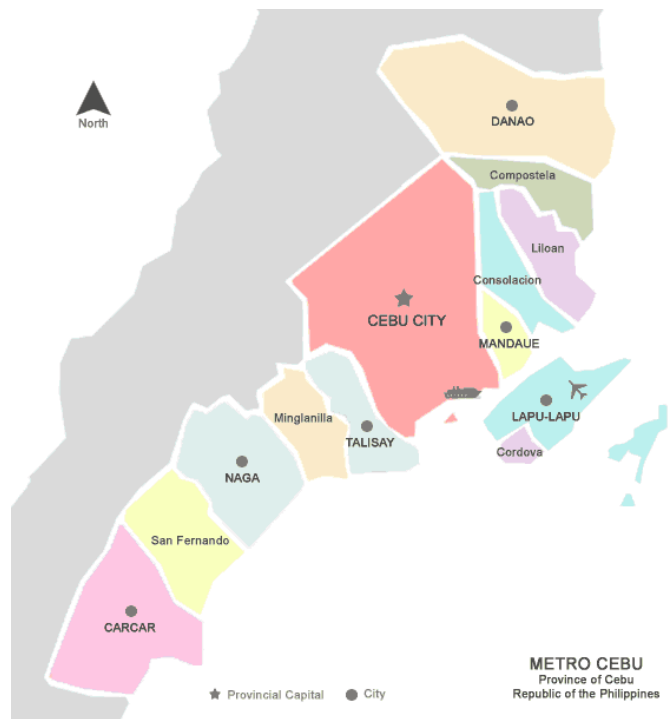 North
DANAO
Compostela
Liloan
Consolacion
CEBU CITY
MANDAUE
LAPU-LAPU
Minglanilla
TALISAY
Cordova
NAGA
San Fernando
CARCAR
METRO CEBU
Province of Cebu
Republic of the Philippines
Provincial Capital
City